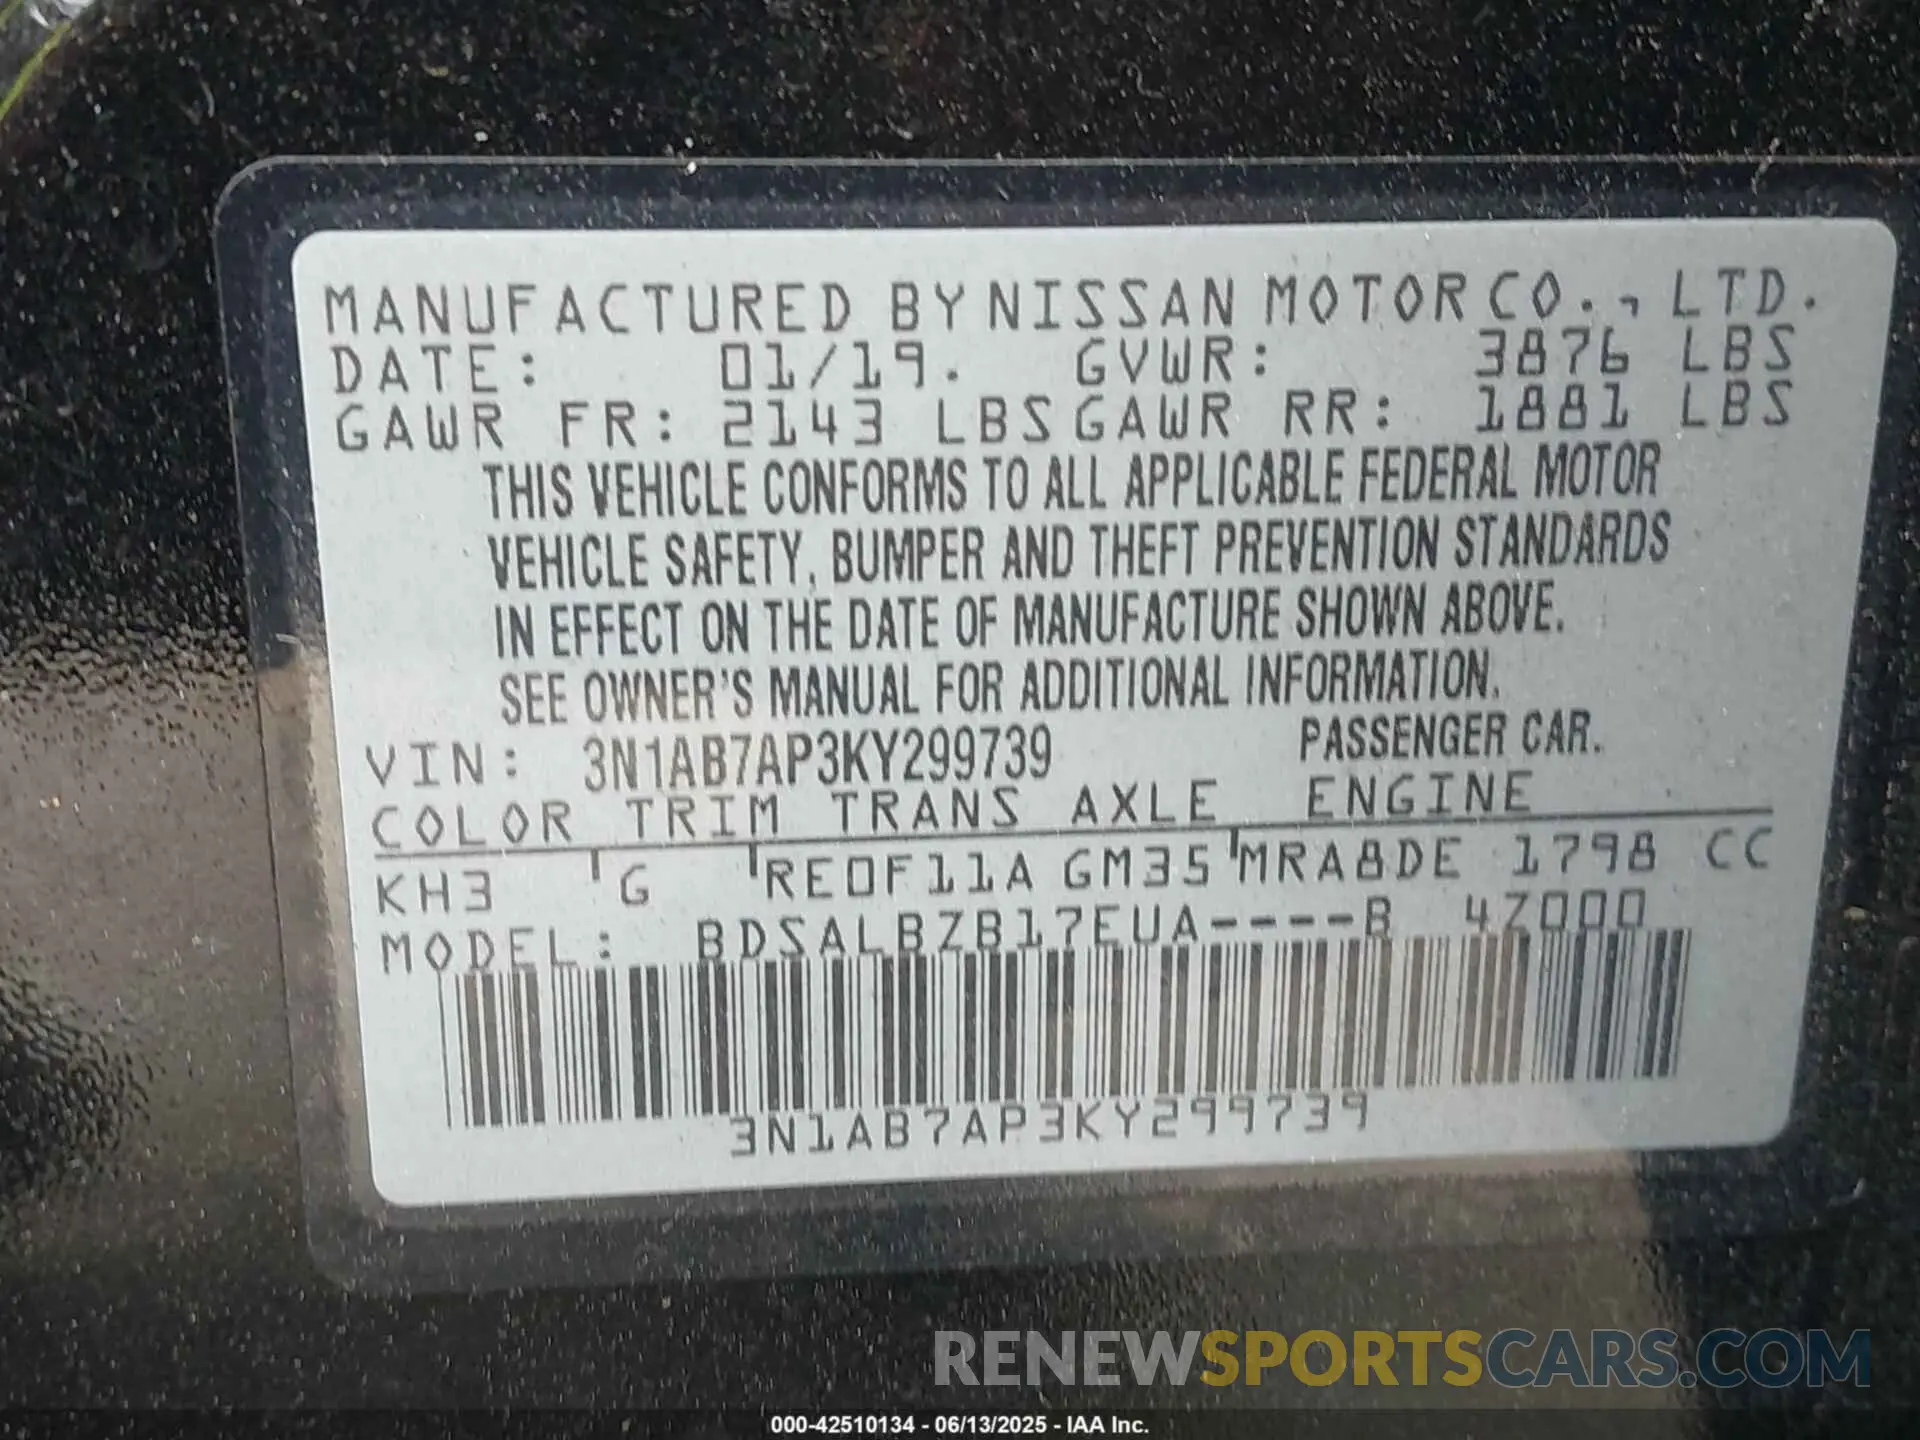 MANUFACTURED BY NISSAN MOTOR CO., LTD.
DATE: 01/19. GVWR: 3876 LBS
GAWR FR: 2143 LBS GAWR RR: 1881 LBS
THIS VEHICLE CONFORMS TO ALL APPLICABLE FEDERAL MOTOR
VEHICLE SAFETY, BUMPER AND THEFT PREVENTION STANDARDS
IN EFFECT ON THE DATE OF MANUFACTURE SHOWN ABOVE.
SEE OWNER'S MANUAL FOR ADDITIONAL INFORMATION.
VIN: 3N1AB7AP3KY299739 PASSENGER CAR.
COLOR TRIM TRANS AXLE ENGINE
KH3 G RE0F11A GM35 MRA8DE 1798 CC
MODEL: BDSALBZB17EUA----B 4Z000
3N1AB7AP3KY299739
RENEWSPORTSCARS.COM
000-42510134 - 06/13/2025 - IAA Inc.